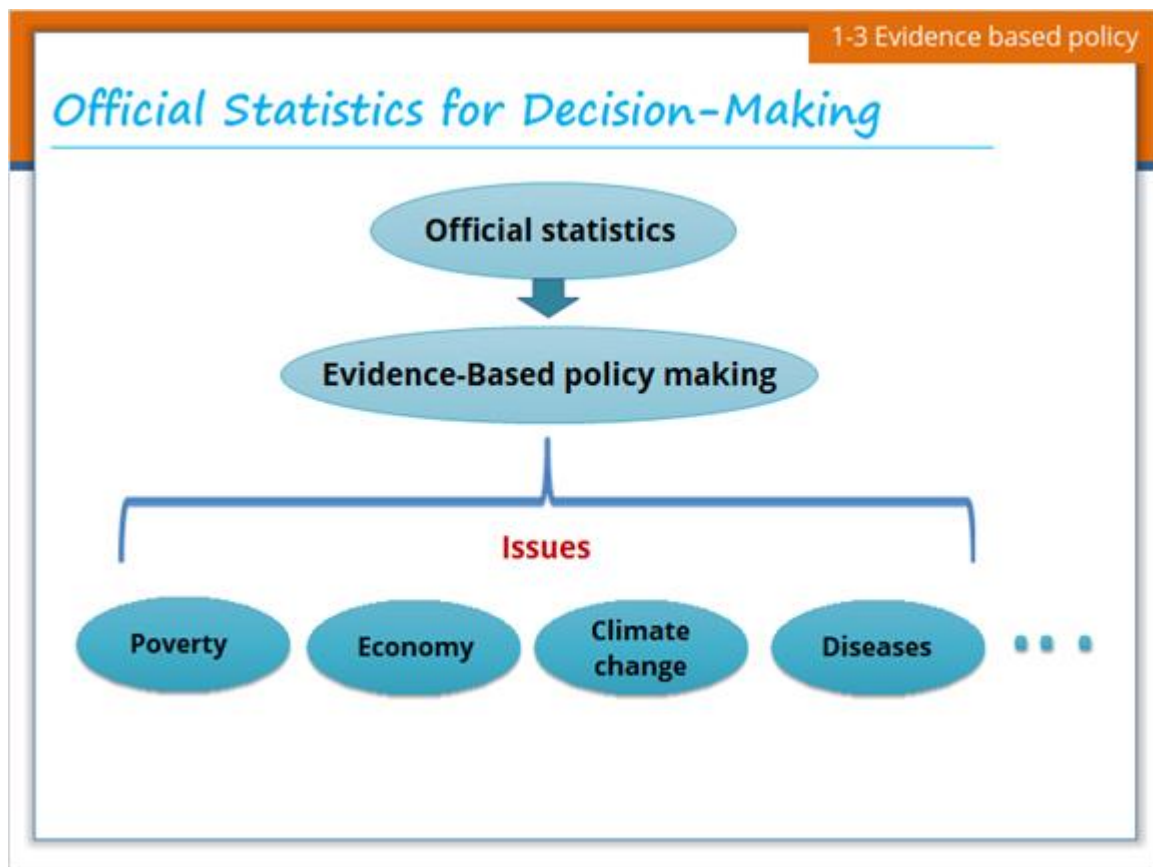 1-3 Evidence based policy
Official Statistics for Decision-Making
Official statistics
Evidence-Based policy making
Issues
Poverty
Economy
Climate
change
Diseases
...